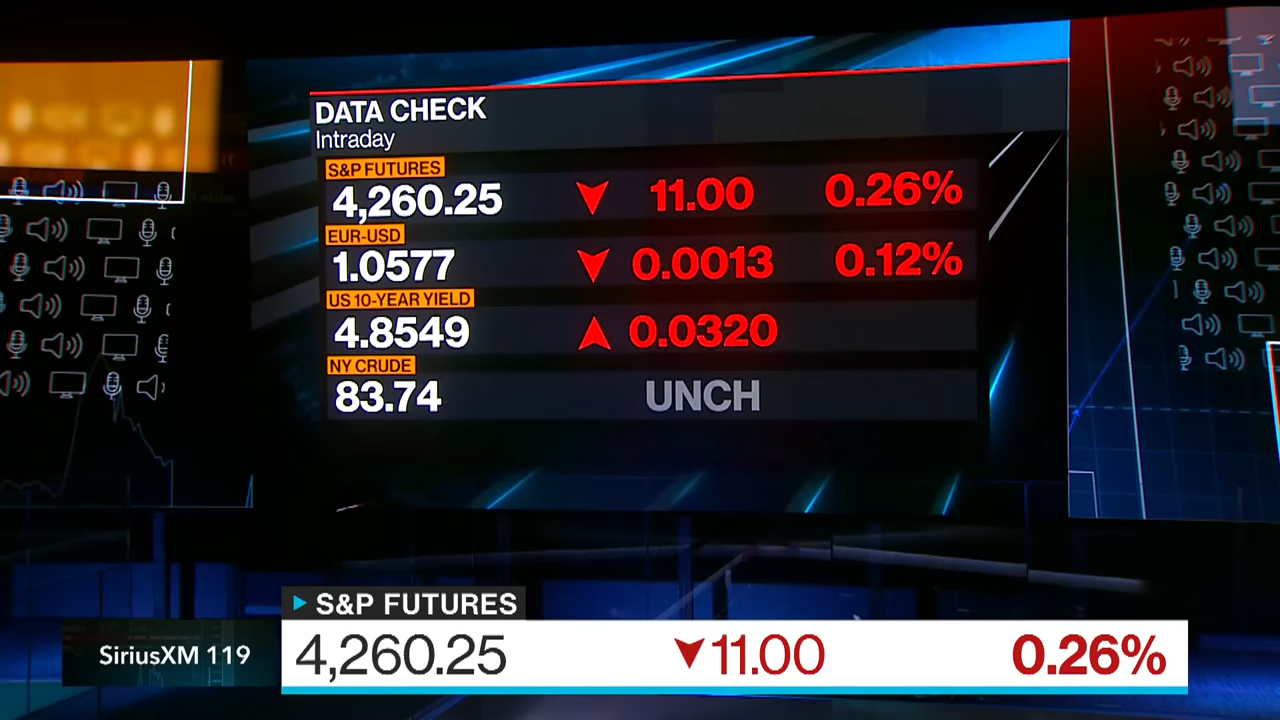 DATA CHECK
Intraday
S&P FUTURES
4,260.25 ▼ 11.00 0.26%
EUR-USD
1.0577 ▼ 0.0013 0.12%
US 10-YEAR YIELD
4.8549 ▲ 0.0320
NY CRUDE
83.74 UNCH
S&P FUTURES
SiriusXM 119
4,260.25 ▼11.00 0.26%